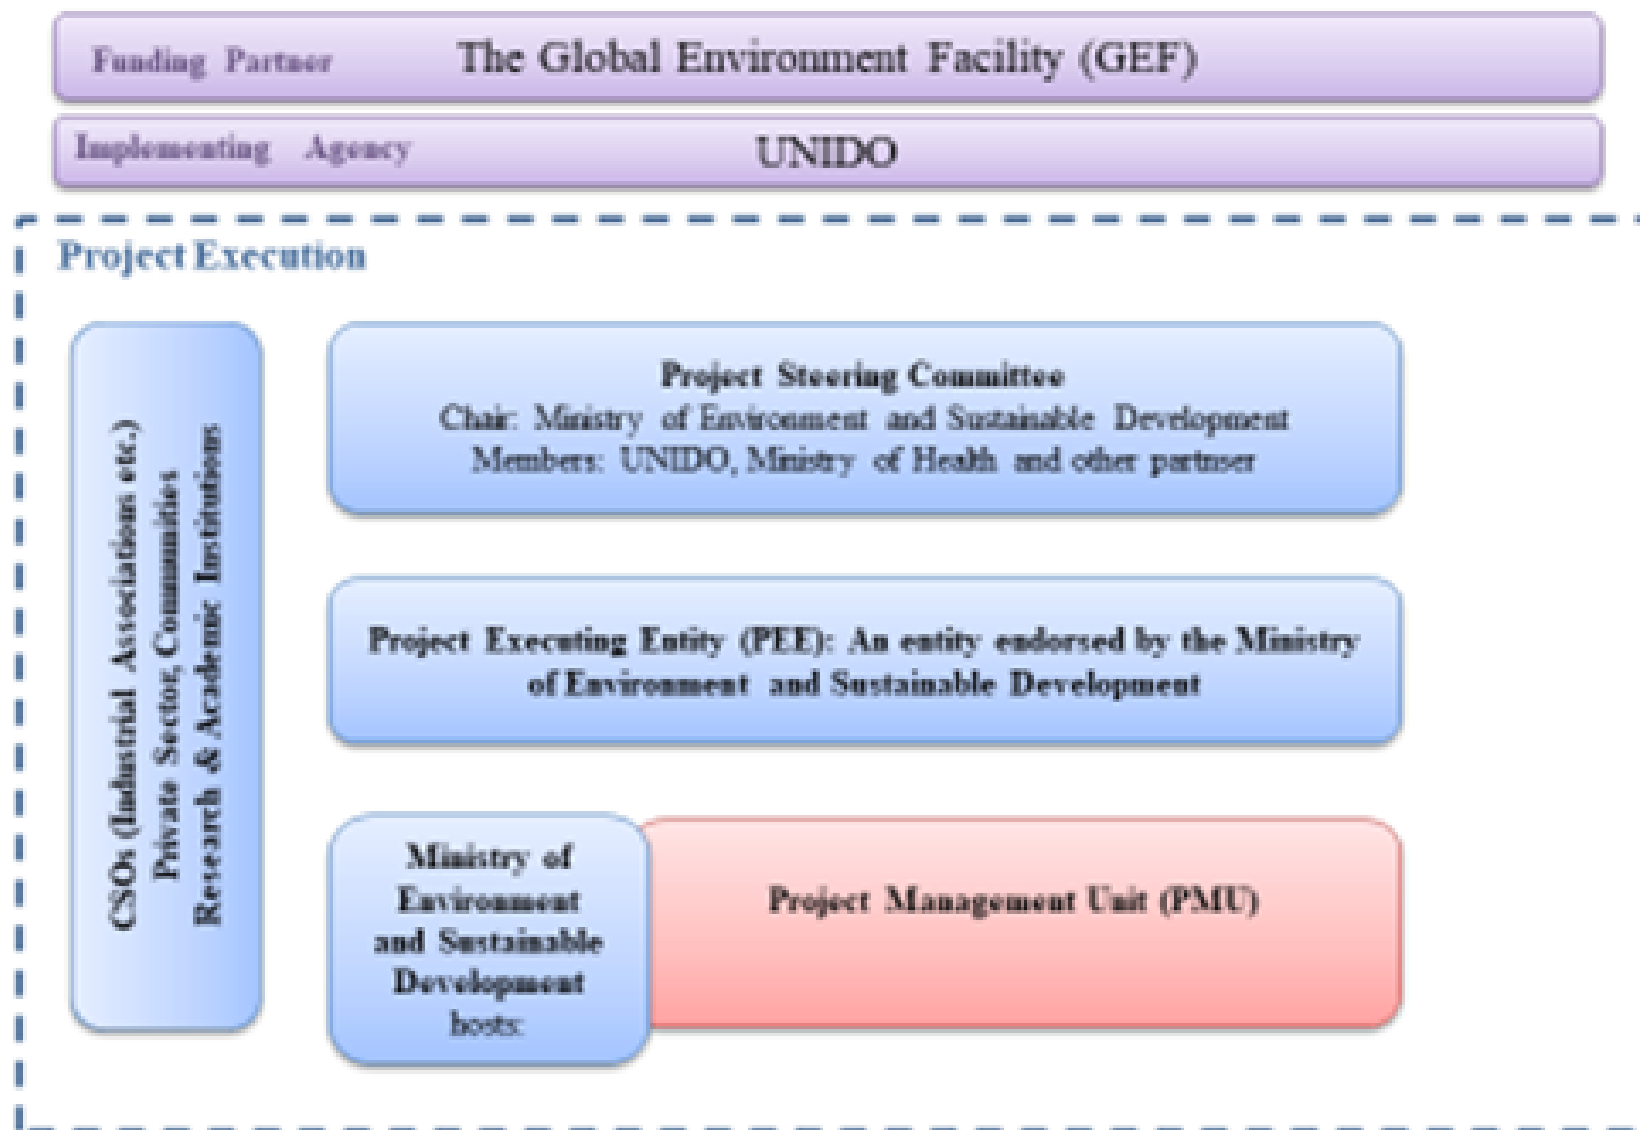 Funding Partner The Global Environment Facility (GEF)
Implementing Agency UNIDO
Project Execution
CSOs (Industrial Associations etc.)
Private Sector, Communities
Research & Academic Institutions
Project Steering Committee
Chair: Ministry of Environment and Sustainable Development
Members: UNIDO, Ministry of Health and other partnser
Project Executing Entity (PEE): An entity endorsed by the Ministry
of Environment and Sustainable Development
Ministry of
Environment
and Sustainable
Development
hosts:
Project Management Unit (PMU)